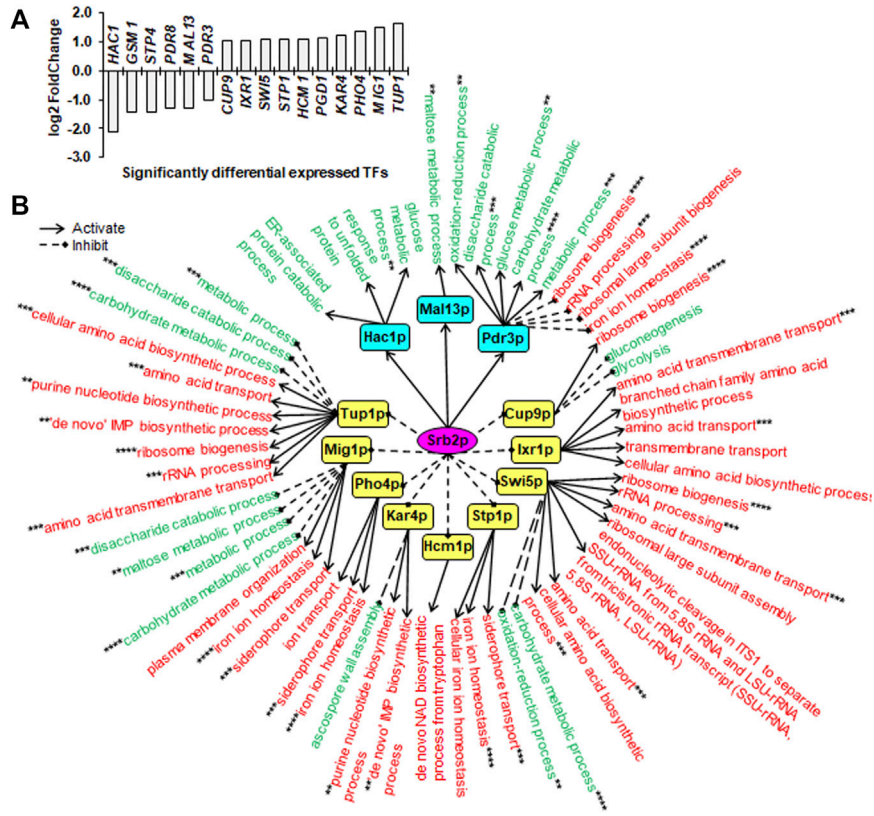 A
log2 FoldChange
2.0
1.0
0.0
-1.0
-2.0
-3.0
HAC1
GSM1
STP4
PDR8
MAL13
PDR3
CUP9
IXR1
SWI5
STP1
HCM1
PGD1
KAR4
PHO4
MIG1
TUP1
Significantly differential expressed TFs
B
Activate
Inhibit
ER-associated
protein catabolic
process
response
to unfolded
protein
glucose
metabolic
process**
maltose metabolic process**
oxidation-reduction process**
disaccharide catabolic
process***
glucose metabolic process**
carbohydrate metabolic
process****
metabolic process***
ribosome biogenesis****
rRNA processing***
ribosomal large subunit biogenesis
iron ion homeostasis****
ribosome biogenesis****
gluconeogenesis
glycolysis
amino acid transmembrane transport***
branched chain family amino acid
biosynthetic process
amino acid transport***
transmembrane transport
cellular amino acid biosynthetic process
ribosome biogenesis****
rRNA processing***
amino acid transmembrane transport***
ribosomal large subunit assembly
endonucleolytic cleavage in ITS1 to separate
SSU-rRNA from 5.8S rRNA and LSU-rRNA
from tricistronic rRNA transcript (SSU-rRNA,
5.8S rRNA, LSU-rRNA)
amino acid transport***
cellular amino acid biosynthetic
process***
carbohydrate metabolic process****
oxidation-reduction process**
siderophore transport***
iron ion homeostasis****
cellular iron ion homeostasis
de novo NAD biosynthetic
process from tryptophan
**'de novo' IMP biosynthetic
process
**purine nucleotide biosynthetic
process
ascospore wall assembly
****iron ion homeostasis
***siderophore transport
ion transport
***siderophore transport
****iron ion homeostasis
plasma membrane organization
****carbohydrate metabolic process
***metabolic process
**maltose metabolic process
***disaccharide catabolic process
***amino acid transmembrane transport
***rRNA processing
****ribosome biogenesis
**'de novo' IMP biosynthetic process
**purine nucleotide biosynthetic process
***amino acid transport
***cellular amino biosynthetic process
****carbohydrate metabolic process
***disaccharide catabolic process
***metabolic process
Hac1p
Mal13p
Pdr3p
Tup1p
Cup9p
Srb2p
Mig1p
Ixr1p
Pho4p
Swi5p
Kar4p
Stp1p
Hcm1p